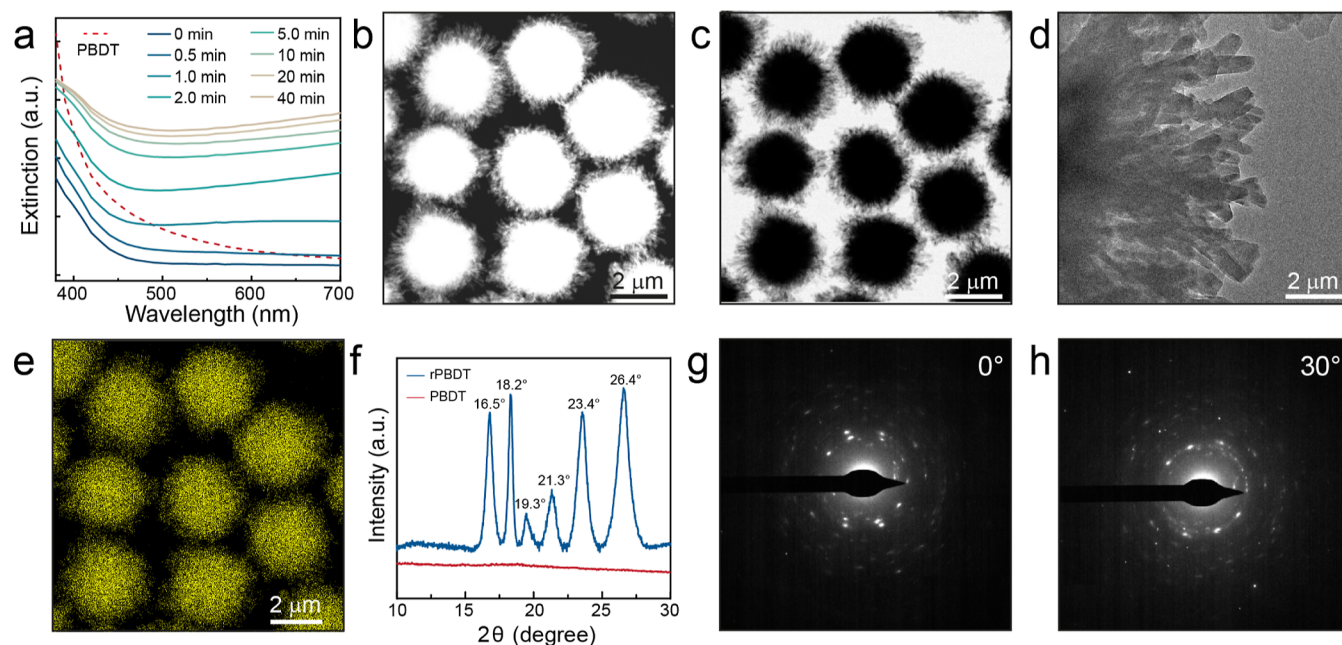 a
PBDT
0 min
0.5 min
1.0 min
2.0 min
5.0 min
10 min
20 min
40 min
Extinction (a.u.)
400
500
600
700
Wavelength (nm)
b
2 μm
c
2 μm
d
2 μm
e
2 μm
f
rPBDT
PBDT
16.5°
18.2°
19.3°
21.3°
23.4°
26.4°
Intensity (a.u.)
10
15
20
25
30
2θ (degree)
g
0°
h
30°